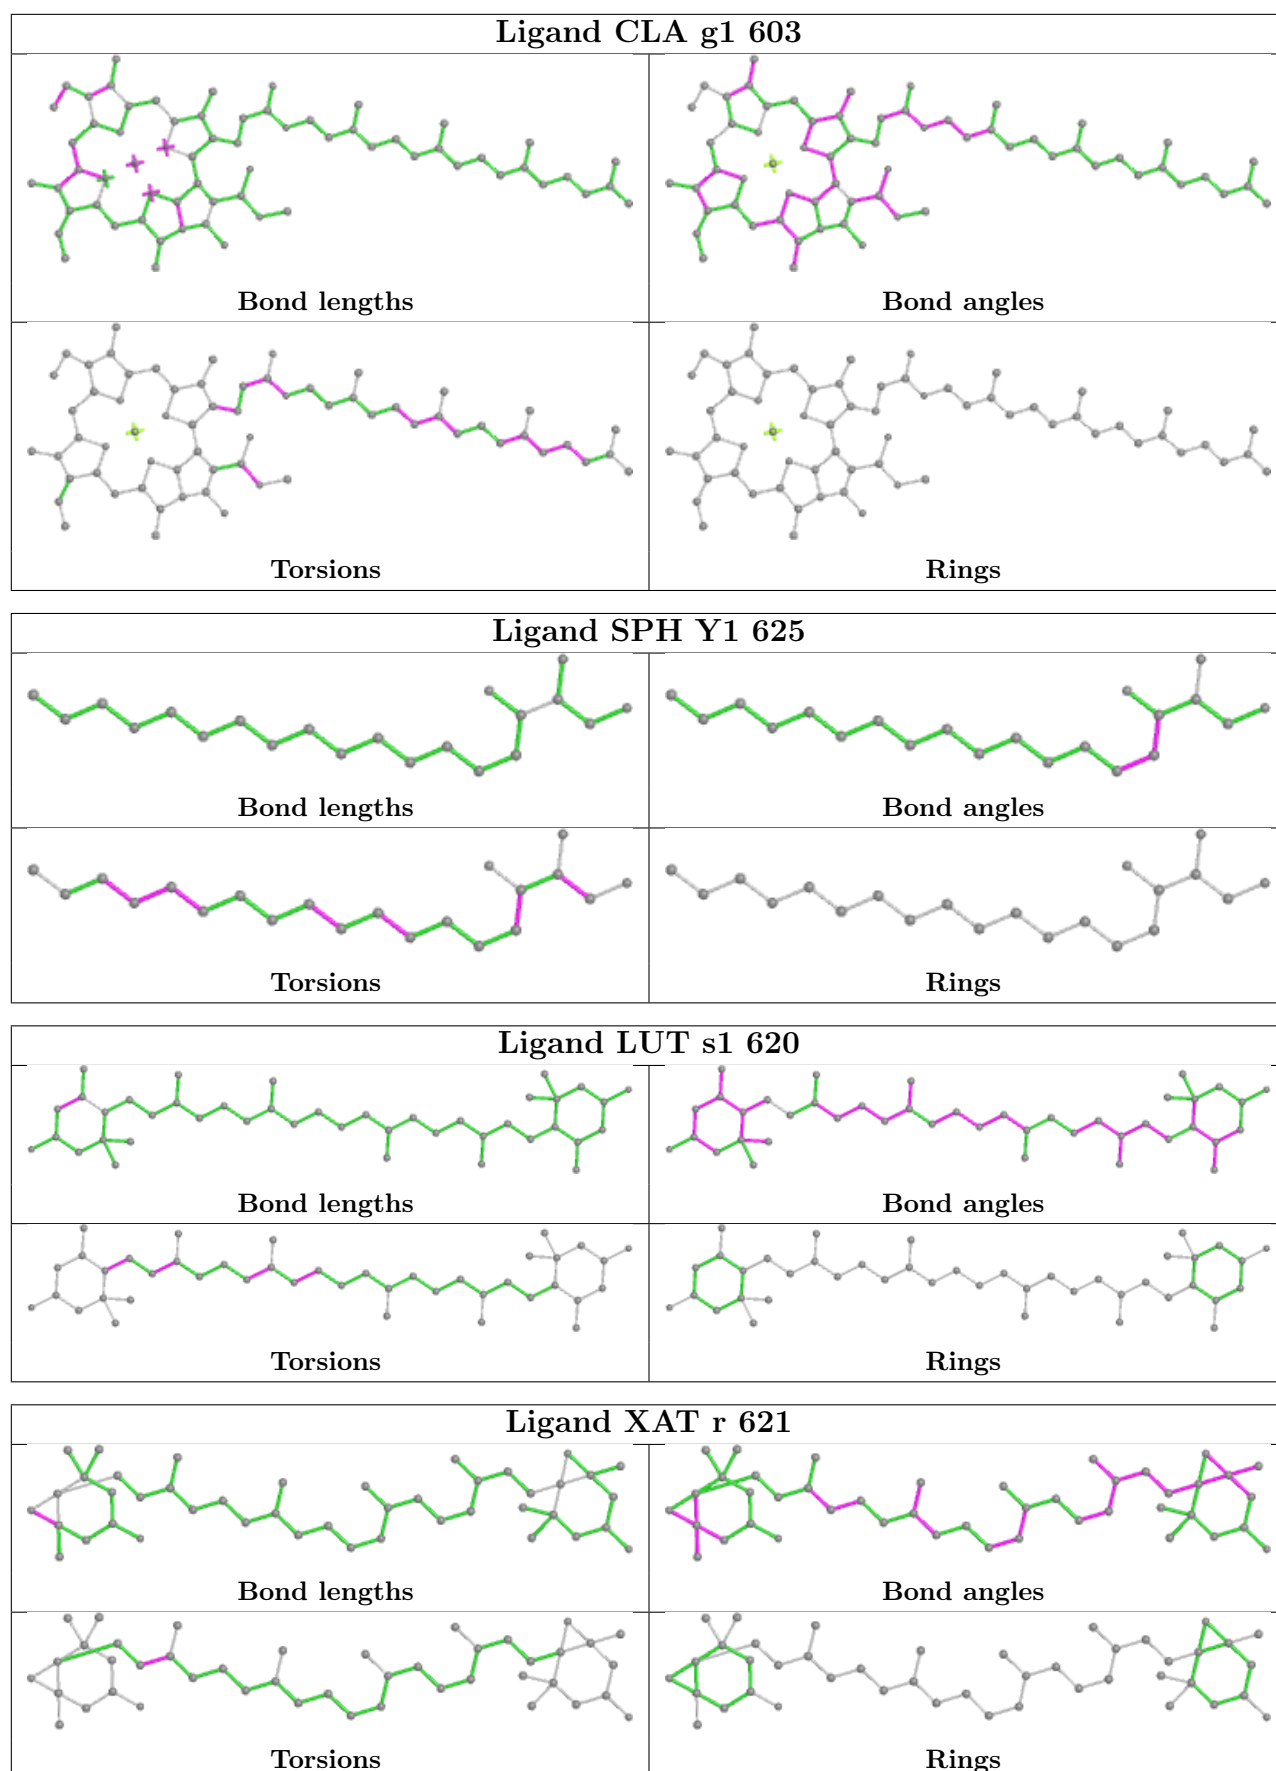 Ligand CLA g1 603
Bond lengths
Bond angles
Torsions
Rings
Ligand SPH Y1 625
Bond lengths
Bond angles
Torsions
Rings
Ligand LUT s1 620
Bond lengths
Bond angles
Torsions
Rings
Ligand XAT r 621
Bond lengths
Bond angles
Torsions
Rings